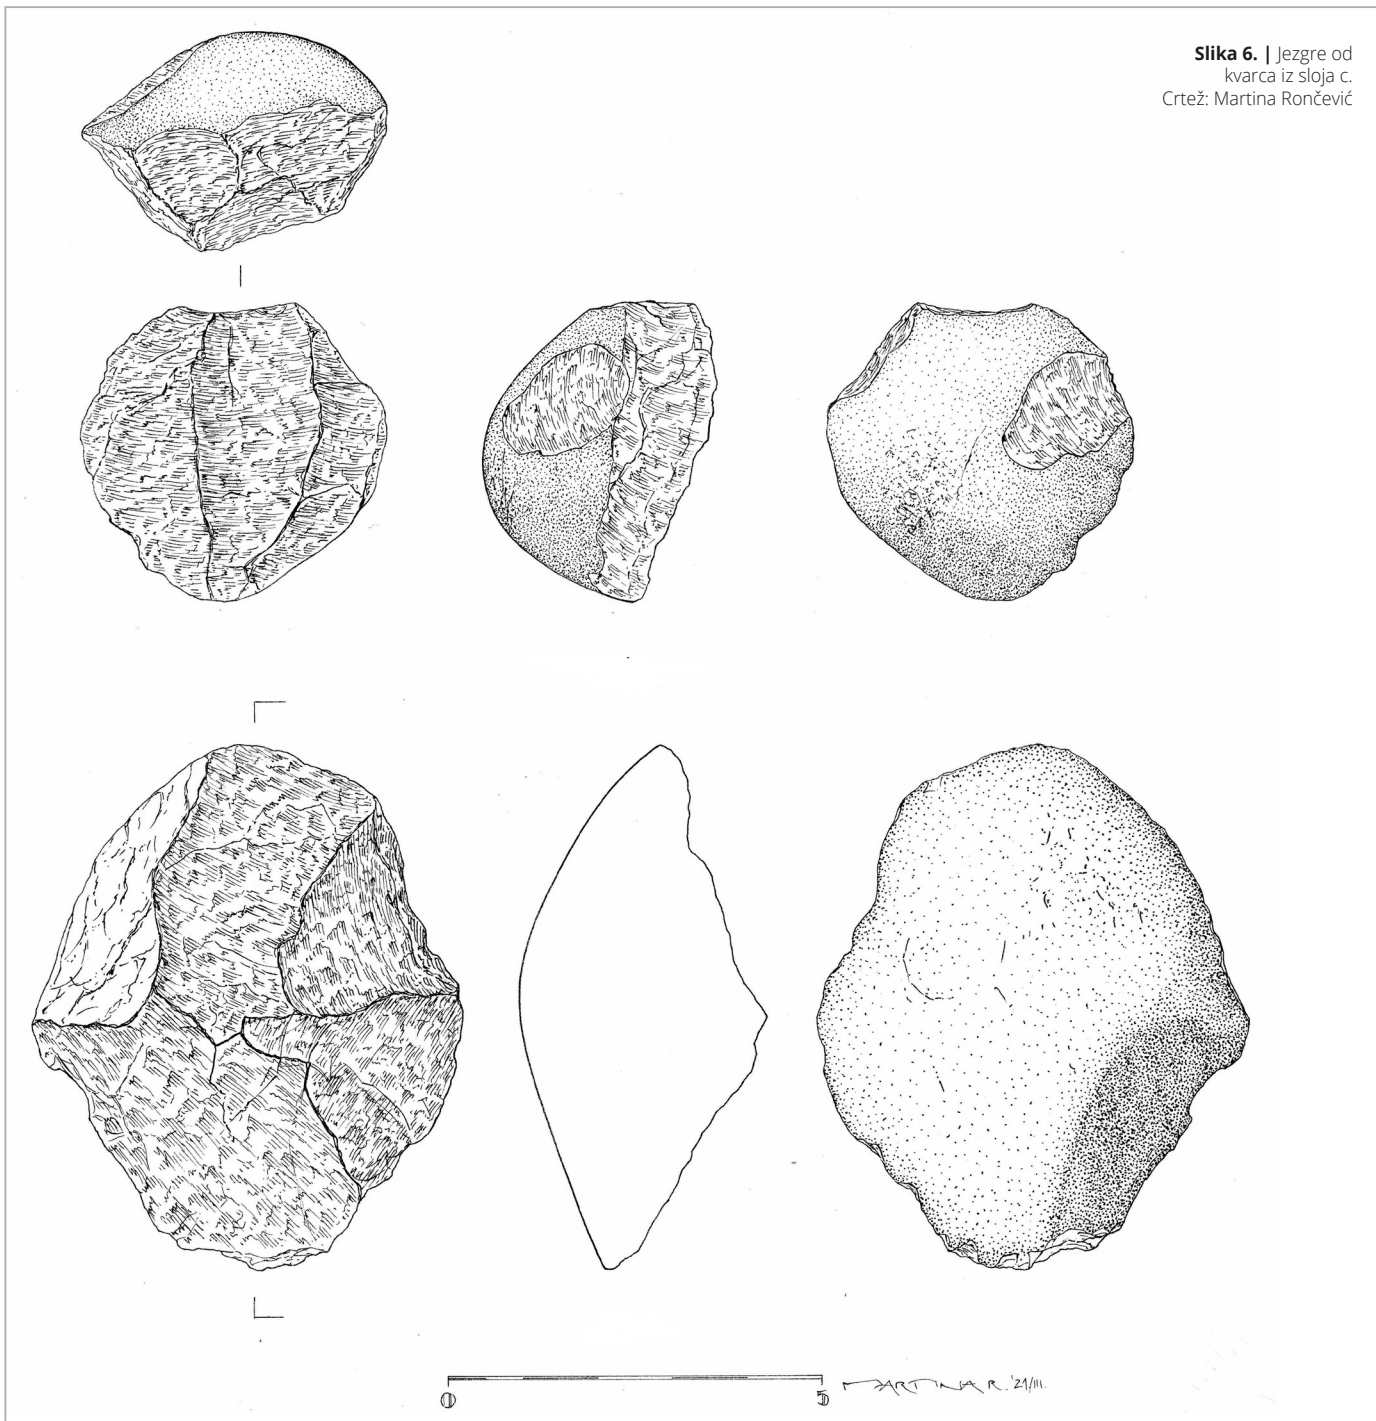 Slika 6. | Jezgre od
kvarca iz sloja c.
Crtež: Martina Rončević
0 5
MARTINA R. '21/III.